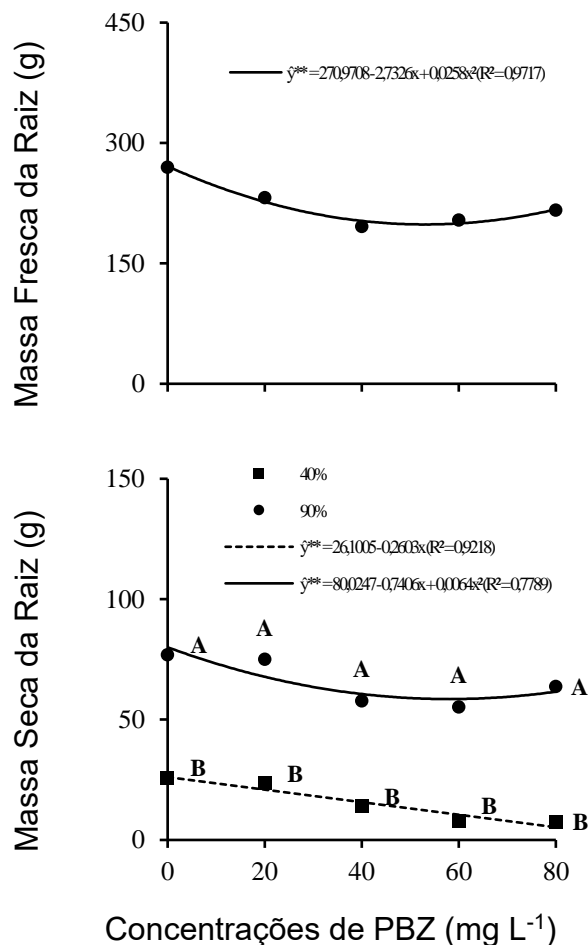 Massa Fresca da Raiz (g)
450
300
150
0
ŷ**=270,9708-2,7326x+0,0258x²(R²=0,9717)
Massa Seca da Raiz (g)
150
100
50
0
40%
90%
ŷ**=26,1005-0,2603x(R²=0,9218)
ŷ**=80,0247-0,7406x+0,0064x²(R²=0,7789)
A A A A A
B B B B B
0 20 40 60 80
Concentrações de PBZ (mg L⁻¹)